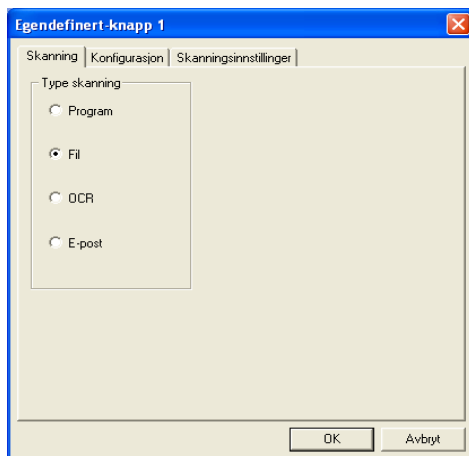 Egendefinert-knapp 1
Skanning Konfigurasjon Skanningsinnstillinger
Type skanning
Program
Fil
OCR
E-post
OK Avbryt